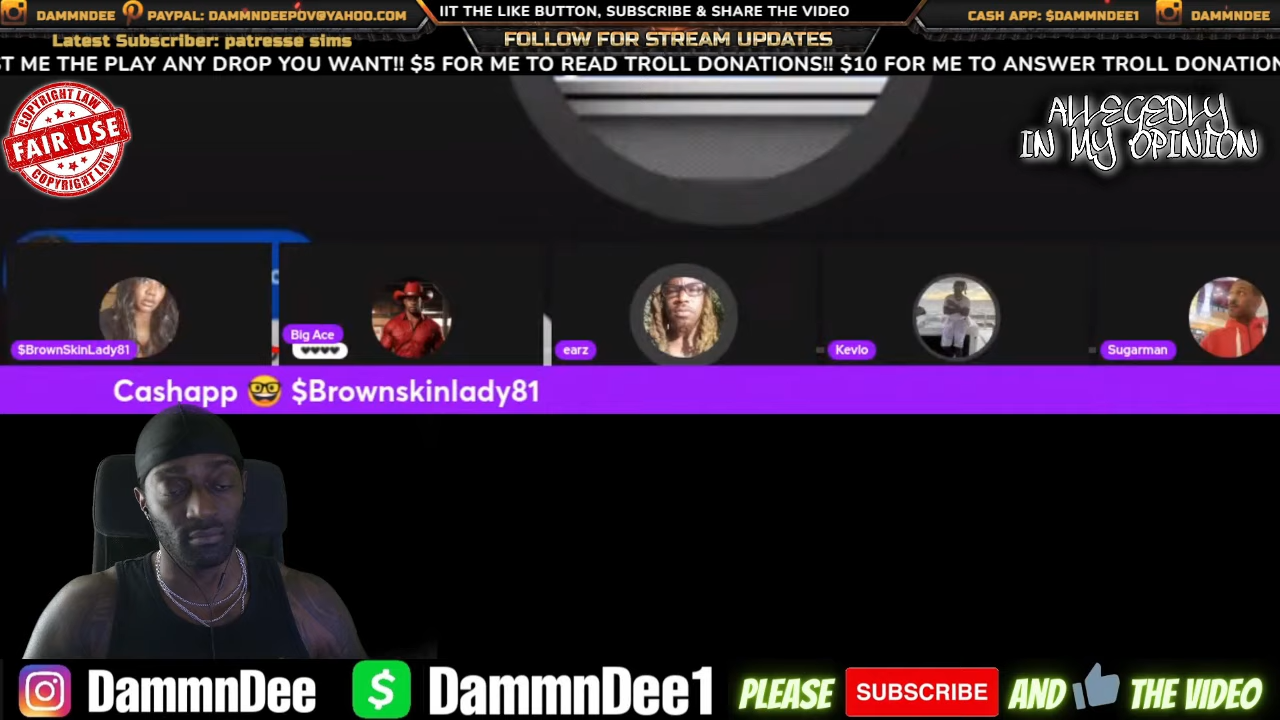 DAMMNDEE PAYPAL: DAMMNDEEPOV@YAHOO.COM
IIT THE LIKE BUTTON, SUBSCRIBE & SHARE THE VIDEO
CASH APP: $DAMMNDEE1 DAMMNDEE
Latest Subscriber: patresse sims
FOLLOW FOR STREAM UPDATES
ST ME THE PLAY ANY DROP YOU WANT!! $5 FOR ME TO READ TROLL DONATIONS!! $10 FOR ME TO ANSWER TROLL DONATION
COPYRIGHT LAW
FAIR USE
COPYRIGHT LAW
ALLEGEDLY
IN MY OPINION
$BrownSkinLady81
Big Ace
🖤🖤🖤🖤
earz
Kevlo
Sugarman
Cashapp 🤓 $Brownskinlady81
DammnDee
$ DammnDee1
PLEASE SUBSCRIBE AND 👍 THE VIDEO